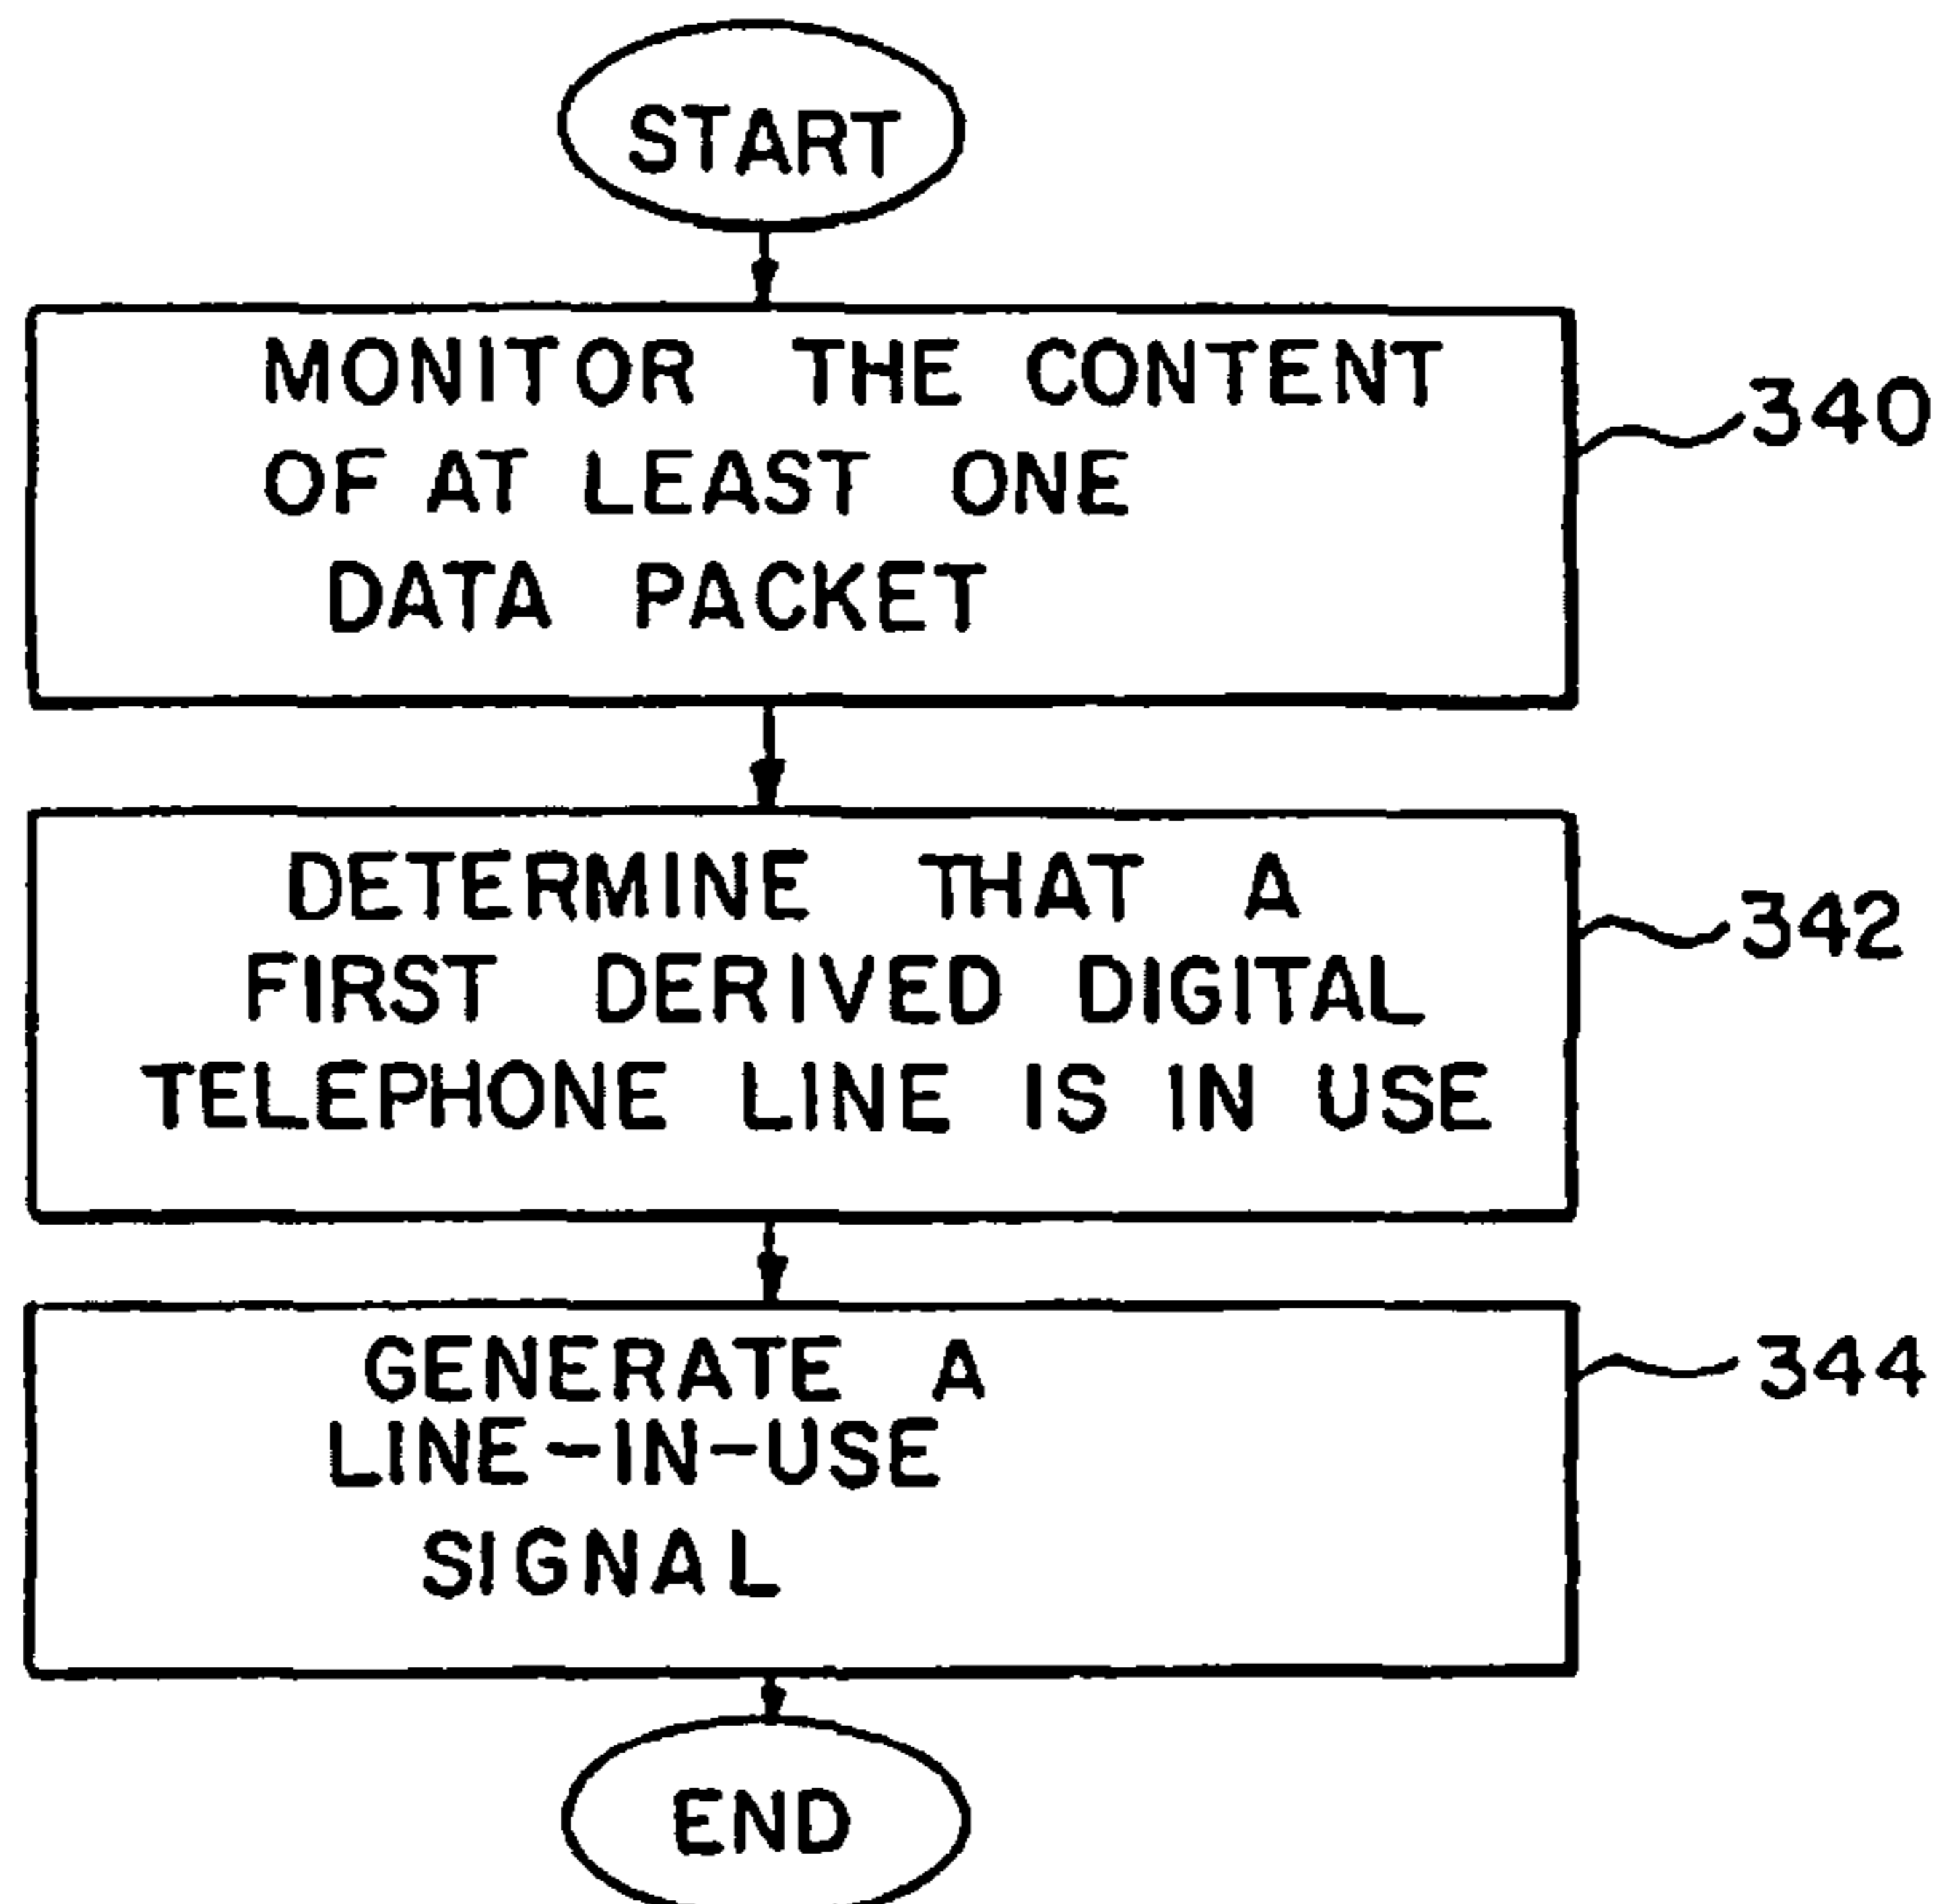 START
MONITOR THE CONTENT
OF AT LEAST ONE
DATA PACKET
340
DETERMINE THAT A
FIRST DERIVED DIGITAL
TELEPHONE LINE IS IN USE
342
GENERATE A
LINE-IN-USE
SIGNAL
344
END